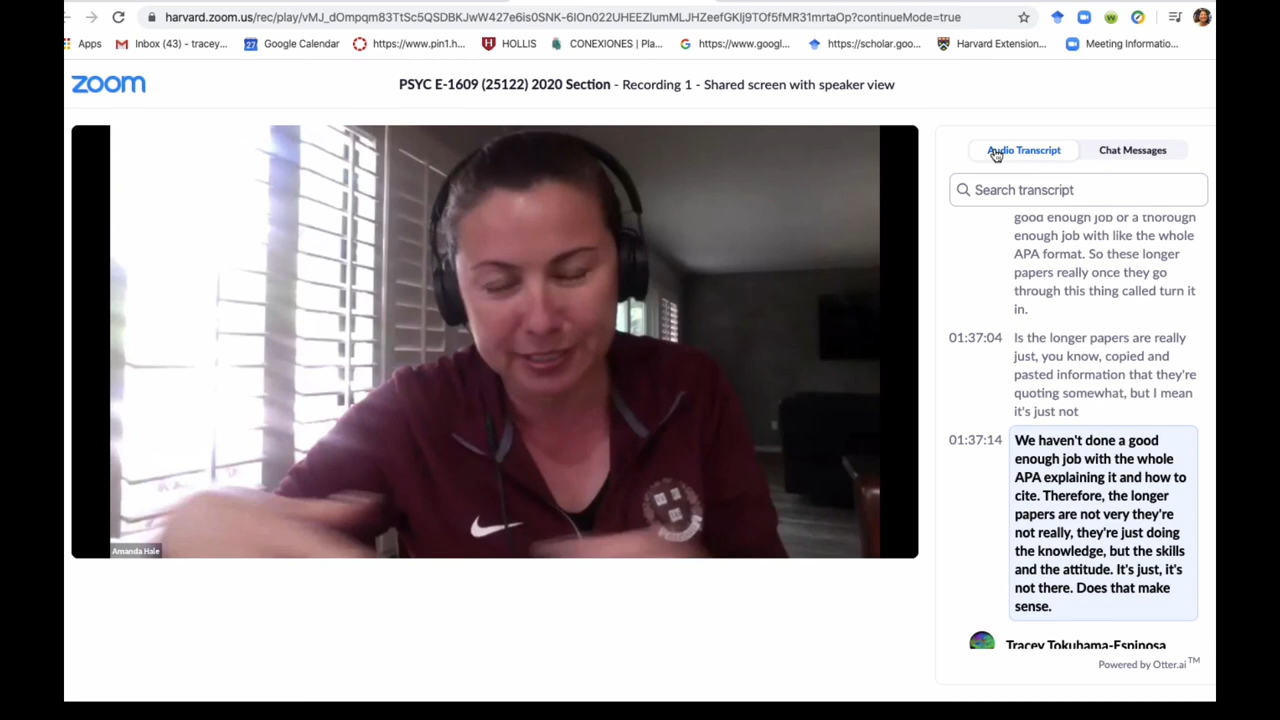 harvard.zoom.us/rec/play/vMJ_dOmpqm83TtSc5QSDBKJwW427e6is0SNK-6IOn022UHEEZlumMLJHZeefGKlj9TOf5fMR31mrtaOp?continueMode=true
Apps Inbox (43) - tracey... Google Calendar https://www.pin1.h... HOLLIS CONEXIONES | Pla... https://www.googl... https://scholar.goo... Harvard Extension... Meeting Informatio...
zoom
PSYC E-1609 (25122) 2020 Section - Recording 1 - Shared screen with speaker view
Audio Transcript Chat Messages
Search transcript
good enough job or a thorough
enough job with like the whole
APA format. So these longer
papers really once they go
through this thing called turn it
in.
01:37:04 Is the longer papers are really
just, you know, copied and
pasted information that they're
quoting somewhat, but I mean
it's just not
01:37:14 We haven't done a good
enough job with the whole
APA explaining it and how to
cite. Therefore, the longer
papers are not very they're
not really, they're just doing
the knowledge, but the skills
and the attitude. It's just, it's
not there. Does that make
sense.
Tracey Tokuhama-Espinosa
Powered by Otter.ai™
Amanda Hale